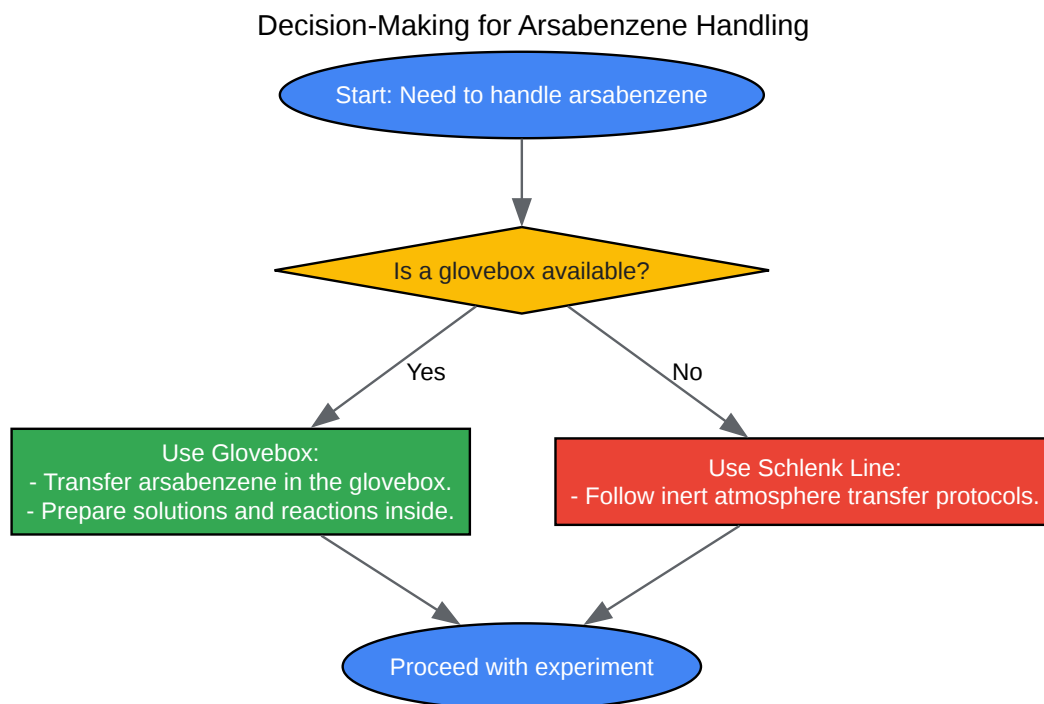 Decision-Making for Arsabenzene Handling
Start: Need to handle arsabenzene
Is a glovebox available?
Yes
No
Use Glovebox:
- Transfer arsabenzene in the glovebox.
- Prepare solutions and reactions inside.
Use Schlenk Line:
- Follow inert atmosphere transfer protocols.
Proceed with experiment